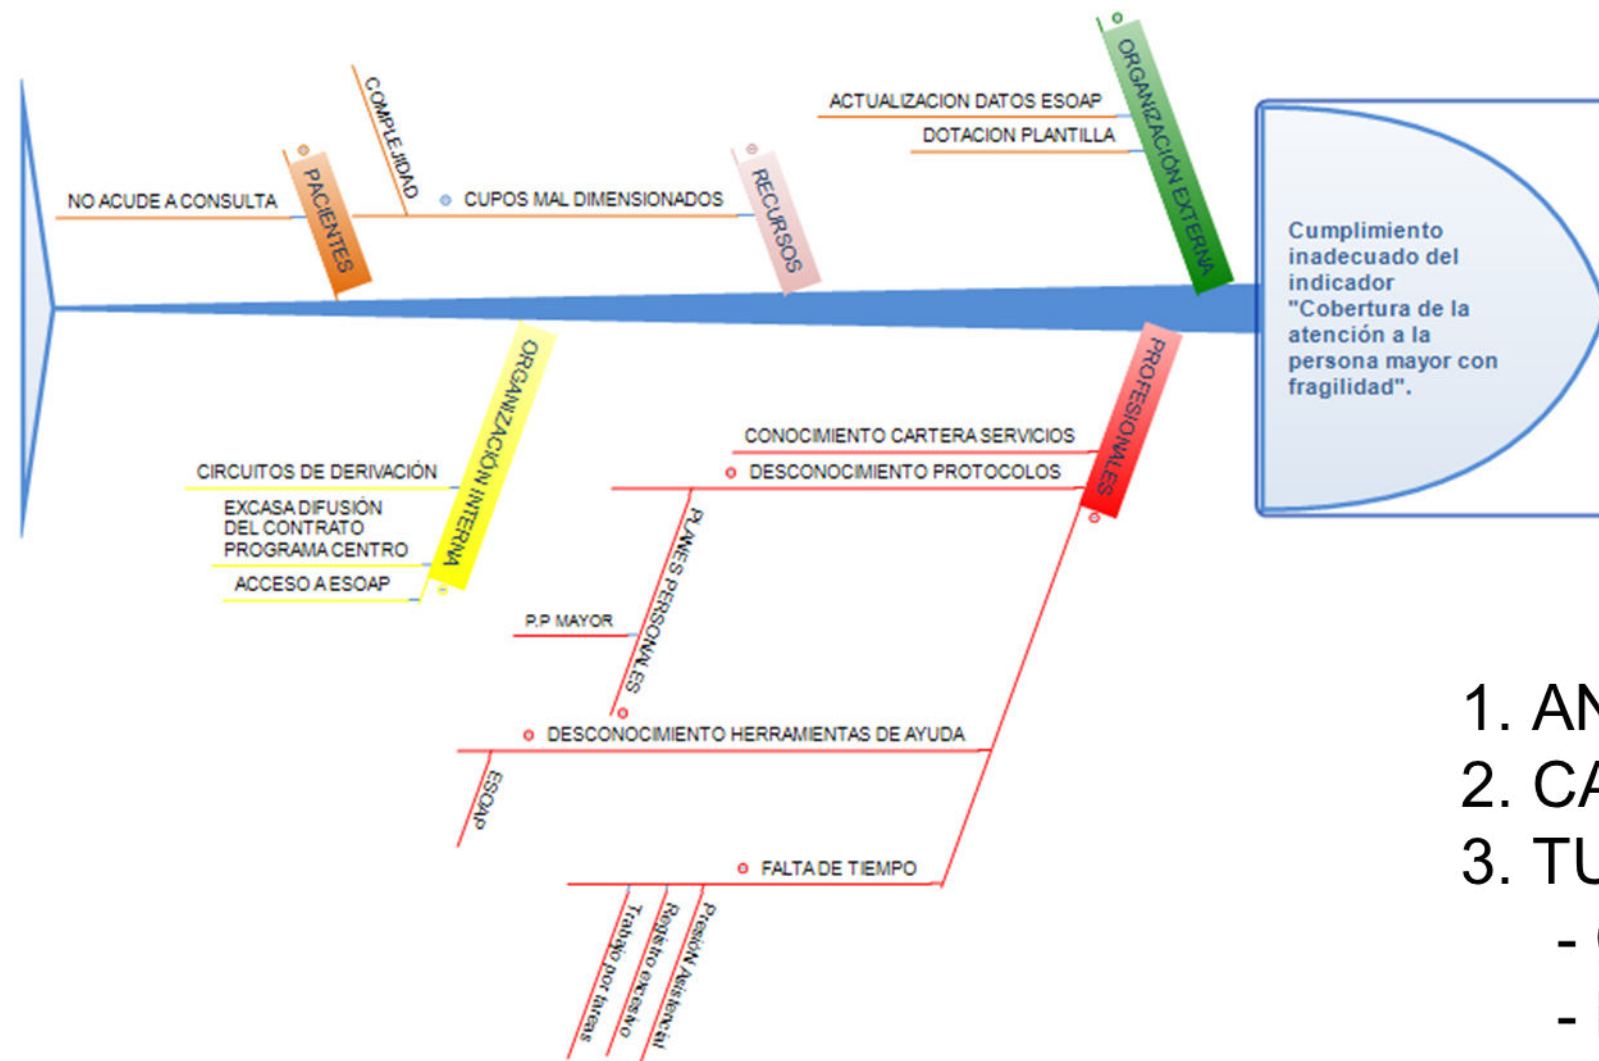 PACIENTES
NO ACUDE A CONSULTA
RECURSOS
CUPOS MAL DIMENSIONADOS
COMPLEJIDAD
ORGANIZACIÓN EXTERNA
ACTUALIZACION DATOS ESOAP
DOTACION PLANTILLA
Cumplimiento
inadecuado del
indicador
"Cobertura de la
atención a la
persona mayor con
fragilidad".
ORGANIZACIÓN INTERNA
CIRCUITOS DE DERIVACIÓN
EXCASA DIFUSIÓN
DEL CONTRATO
PROGRAMA CENTRO
ACCESO A ESOAP
PROFESIONALES
CONOCIMIENTO CARTERA SERVICIOS
DESCONOCIMIENTO PROTOCOLOS
PLANES PERSONALES
P.P MAYOR
DESCONOCIMIENTO HERRAMIENTAS DE AYUDA
ESOAP
FALTA DE TIEMPO
Trabajo por tareas
Registro excesivo
PresióN Asistencial
1. AN
2. CA
3. TU
-
-